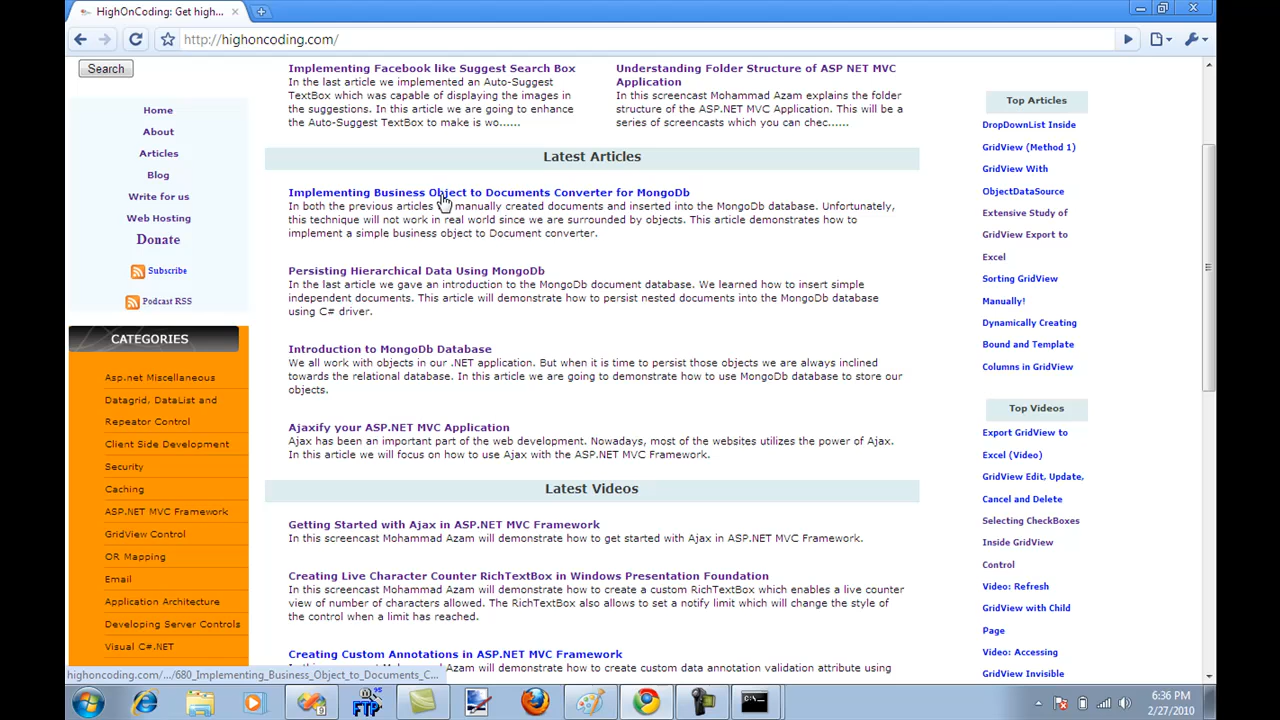 HighOnCoding: Get high...
http://highoncoding.com/
Search
Home
About
Articles
Blog
Write for us
Web Hosting
Donate
Subscribe
Podcast RSS
CATEGORIES
Asp.net Miscellaneous
Datagrid, DataList and
Repeator Control
Client Side Development
Security
Caching
ASP.NET MVC Framework
GridView Control
OR Mapping
Email
Application Architecture
Developing Server Controls
Visual C#.NET
Implementing Facebook like Suggest Search Box
In the last article we implemented an Auto-Suggest
TextBox which was capable of displaying the images in
the suggestions. In this article we are going to enhance
the Auto-Suggest TextBox to make is wo......
Understanding Folder Structure of ASP NET MVC
Application
In this screencast Mohammad Azam explains the folder
structure of the ASP.NET MVC Application. This will be a
series of screencasts which you can chec......
Latest Articles
Implementing Business Object to Documents Converter for MongoDb
In both the previous articles manually created documents and inserted into the MongoDb database. Unfortunately,
this technique will not work in real world since we are surrounded by objects. This article demonstrates how to
implement a simple business object to Document converter.
Persisting Hierarchical Data Using MongoDb
In the last article we gave an introduction to the MongoDb document database. We learned how to insert simple
independent documents. This article will demonstrate how to persist nested documents into the MongoDb database
using C# driver.
Introduction to MongoDb Database
We all work with objects in our .NET application. But when it is time to persist those objects we are always inclined
towards the relational database. In this article we are going to demonstrate how to use MongoDb database to store our
objects.
Ajaxify your ASP.NET MVC Application
Ajax has been an important part of the web development. Nowadays, most of the websites utilizes the power of Ajax.
In this article we will focus on how to use Ajax with the ASP.NET MVC Framework.
Latest Videos
Getting Started with Ajax in ASP.NET MVC Framework
In this screencast Mohammad Azam will demonstrate how to get started with Ajax in ASP.NET MVC Framework.
Creating Live Character Counter RichTextBox in Windows Presentation Foundation
In this screencast Mohammad Azam will demonstrate how to create a custom RichTextBox which enables a live counter
view of number of characters allowed. The RichTextBox also allows to set a notify limit which will change the style of
the control when a limit has reached.
Creating Custom Annotations in ASP.NET MVC Framework
Azam will demonstrate how to create custom data annotation validation attribute using
Top Articles
DropDownList Inside
GridView (Method 1)
GridView With
ObjectDataSource
Extensive Study of
GridView Export to
Excel
Sorting GridView
Manually!
Dynamically Creating
Bound and Template
Columns in GridView
Top Videos
Export GridView to
Excel (Video)
GridView Edit, Update,
Cancel and Delete
Selecting CheckBoxes
Inside GridView
Control
Video: Refresh
GridView with Child
Page
Video: Accessing
GridView Invisible
highoncoding.com/.../680_Implementing_Business_Object_to_Documents_C...
FTP
95
C:\
6:36 PM
2/27/2010